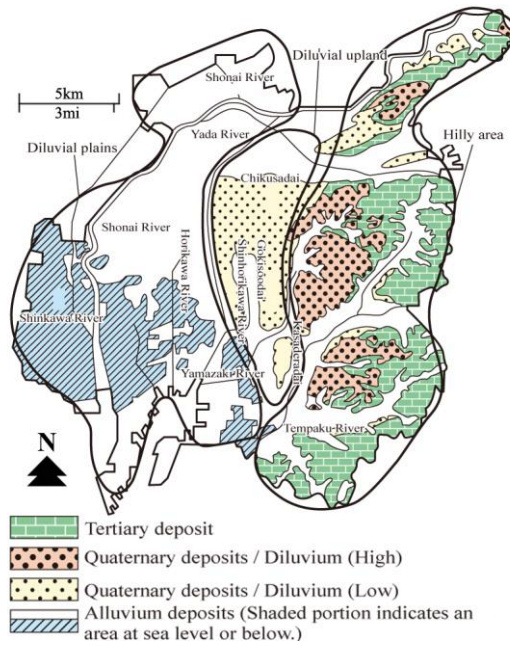 Diluvial upland
Shonai River
5km
3mi
Yada River
Hilly area
Diluvial plains
Chikusadai
Shonai River
Horikawa River
Shinhorikawa River
Gokisodai
Shinkawa River
Kasaderadai
Yamazaki River
N
Tempaku River
Tertiary deposit
Quaternary deposits / Diluvium (High)
Quaternary deposits / Diluvium (Low)
Alluvium deposits (Shaded portion indicates an
area at sea level or below.)